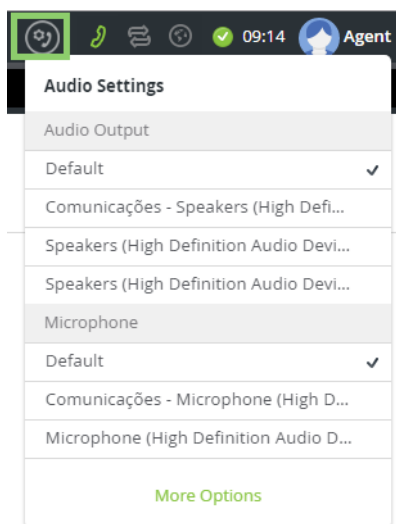 09:14 Agent
Audio Settings
Audio Output
Default
Comunicações - Speakers (High Defi...
Speakers (High Definition Audio Devi...
Speakers (High Definition Audio Devi...
Microphone
Default
Comunicações - Microphone (High D...
Microphone (High Definition Audio D...
More Options